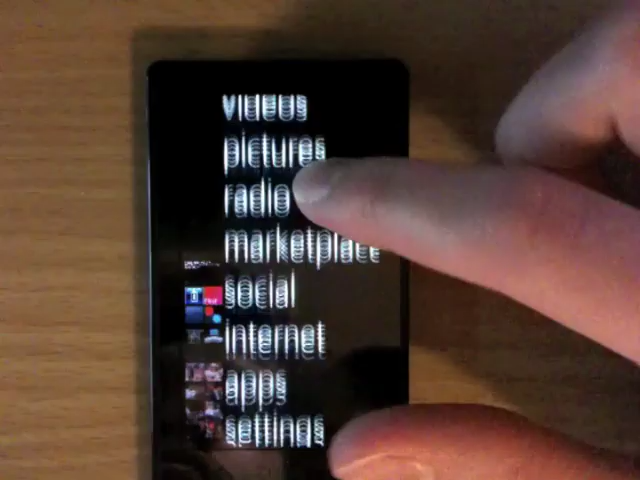 videos
pictures
radio
marketplace
social
internet
apps
settings